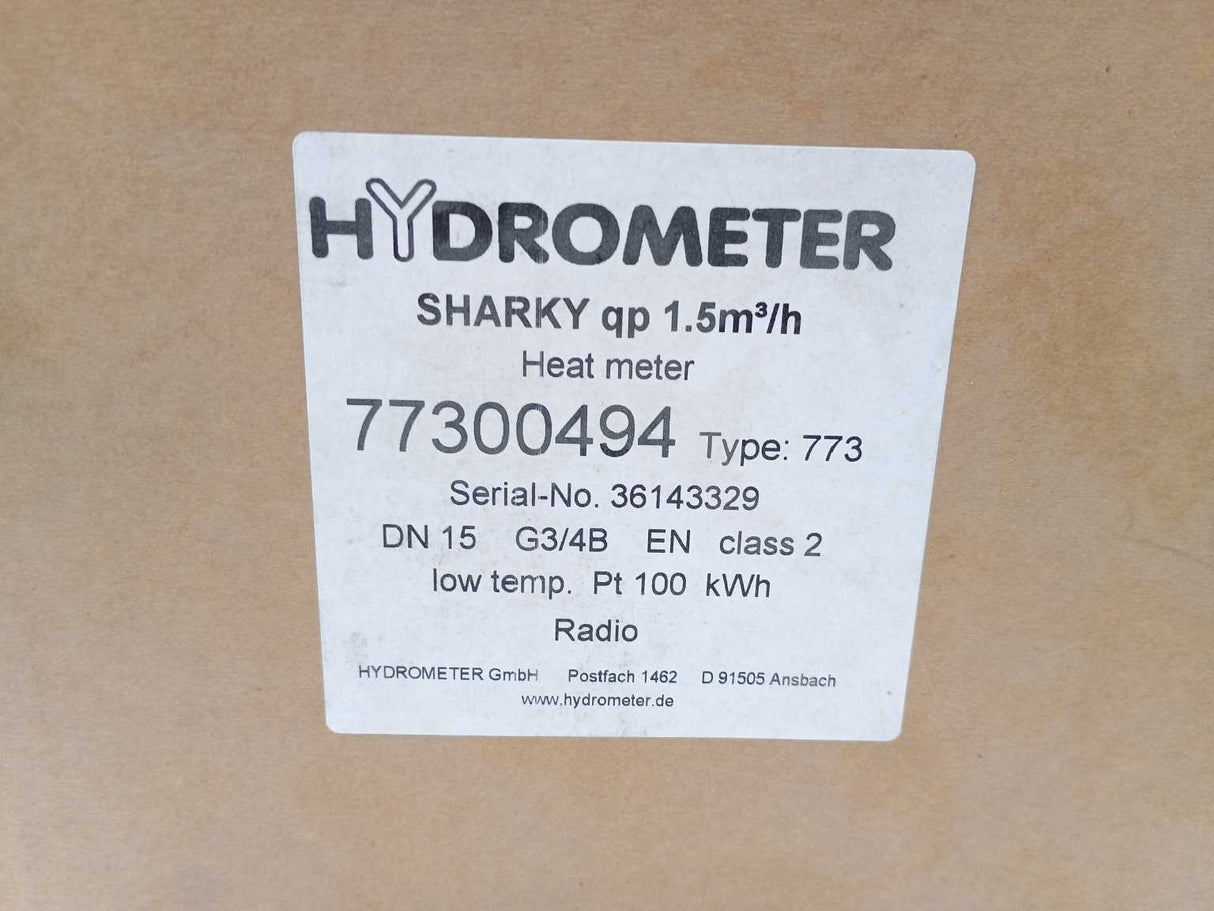 HYDROMETER
SHARKY qp 1.5m³/h
Heat meter
77300494 Type: 773
Serial-No. 36143329
DN 15 G3/4B EN class 2
low temp. Pt 100 kWh
Radio
HYDROMETER GmbH Postfach 1462 D 91505 Ansbach
www.hydrometer.de